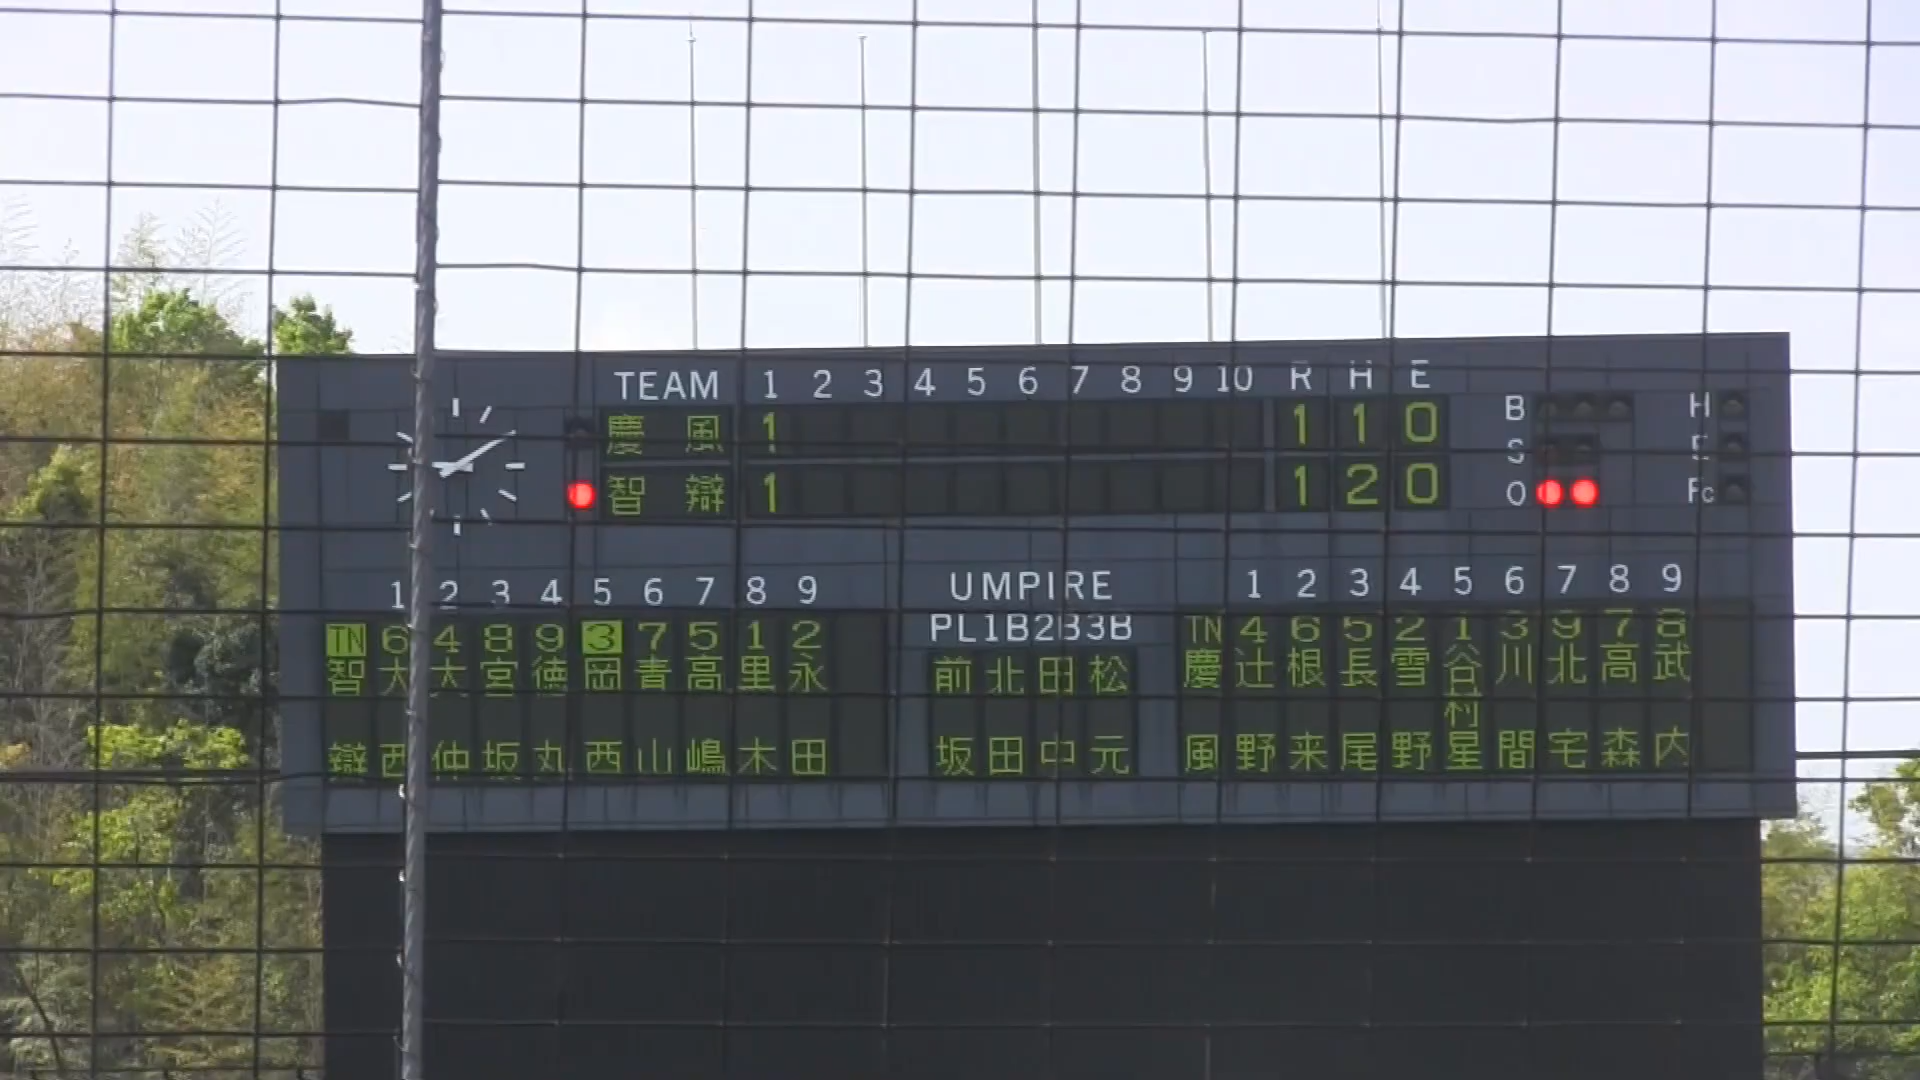 TEAM 1 2 3 4 5 6 7 8 9 10 R H E
慶風 1 1 1 0
智辯 1 1 2 0
B
S
O
H
E
Fc
1 2 3 4 5 6 7 8 9
TN 6 4 8 9 3 7 5 1 2
智 大 大 宮 徳 岡 青 高 里 永
辯 西 仲 坂 丸 西 山 嶋 木 田
UMPIRE
PL 1B 2B 3B
前 北 田 松
坂 田 中 元
1 2 3 4 5 6 7 8 9
TN 4 6 5 2 1 3 9 7 8
慶 辻 根 長 雪 谷 川 北 高 武
村
風 野 来 尾 野 星 間 宅 森 内